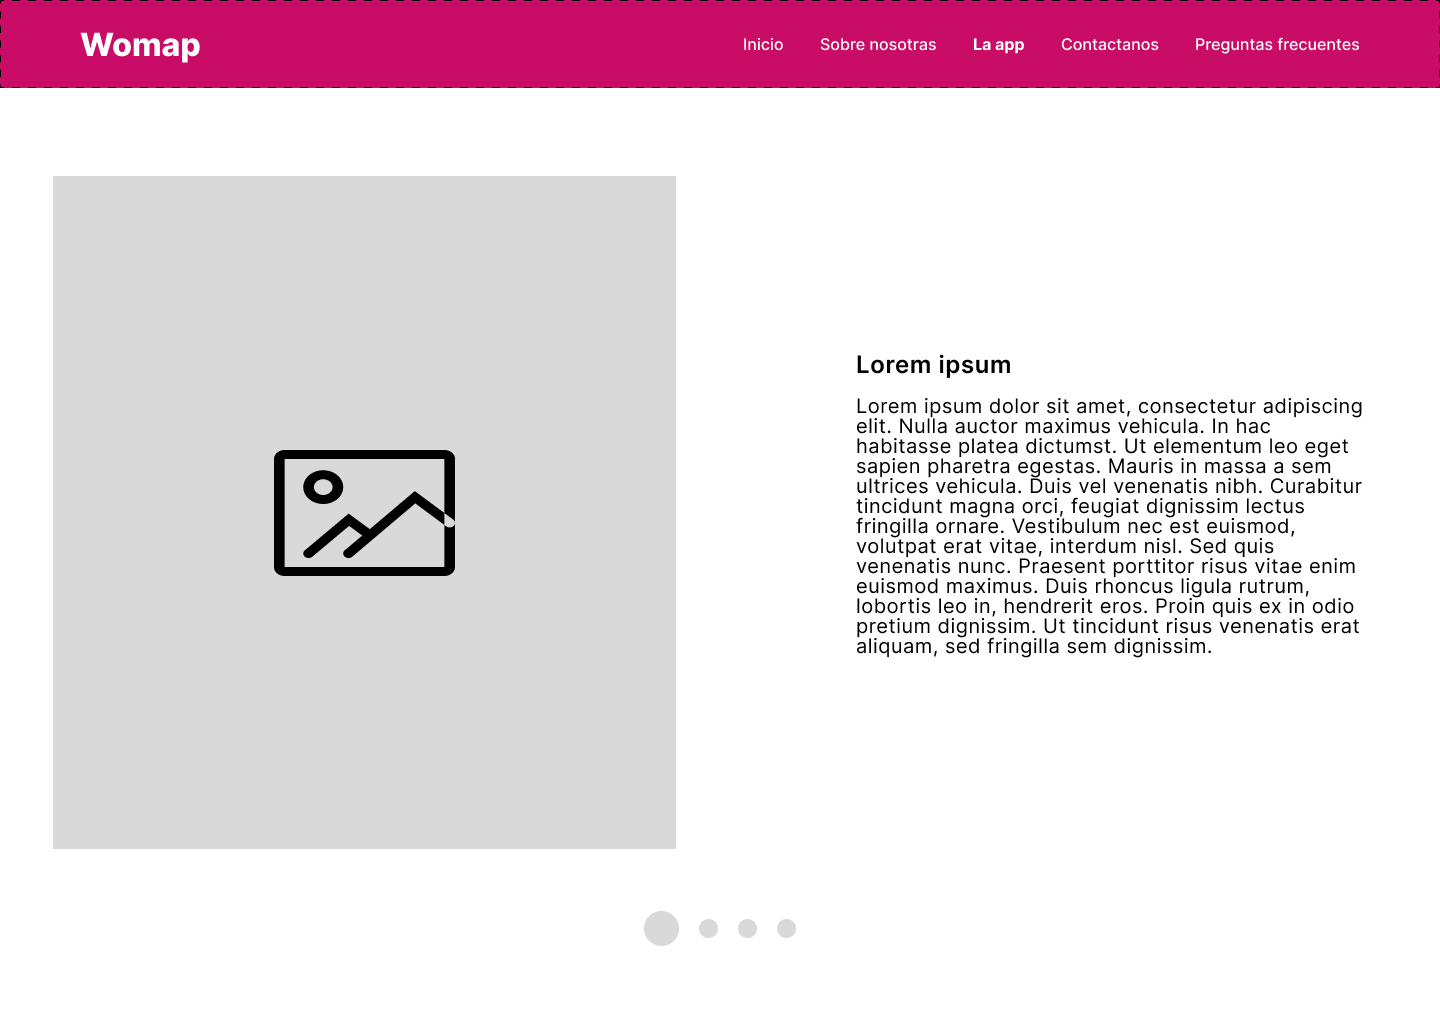 Womap
Inicio Sobre nosotras La app Contactanos Preguntas frecuentes
Lorem ipsum
Lorem ipsum dolor sit amet, consectetur adipiscing
elit. Nulla auctor maximus vehicula. In hac
habitasse platea dictumst. Ut elementum leo eget
sapien pharetra egestas. Mauris in massa a sem
ultrices vehicula. Duis vel venenatis nibh. Curabitur
tincidunt magna orci, feugiat dignissim lectus
fringilla ornare. Vestibulum nec est euismod,
volutpat erat vitae, interdum nisl. Sed quis
venenatis nunc. Praesent porttitor risus vitae enim
euismod maximus. Duis rhoncus ligula rutrum,
lobortis leo in, hendrerit eros. Proin quis ex in odio
pretium dignissim. Ut tincidunt risus venenatis erat
aliquam, sed fringilla sem dignissim.